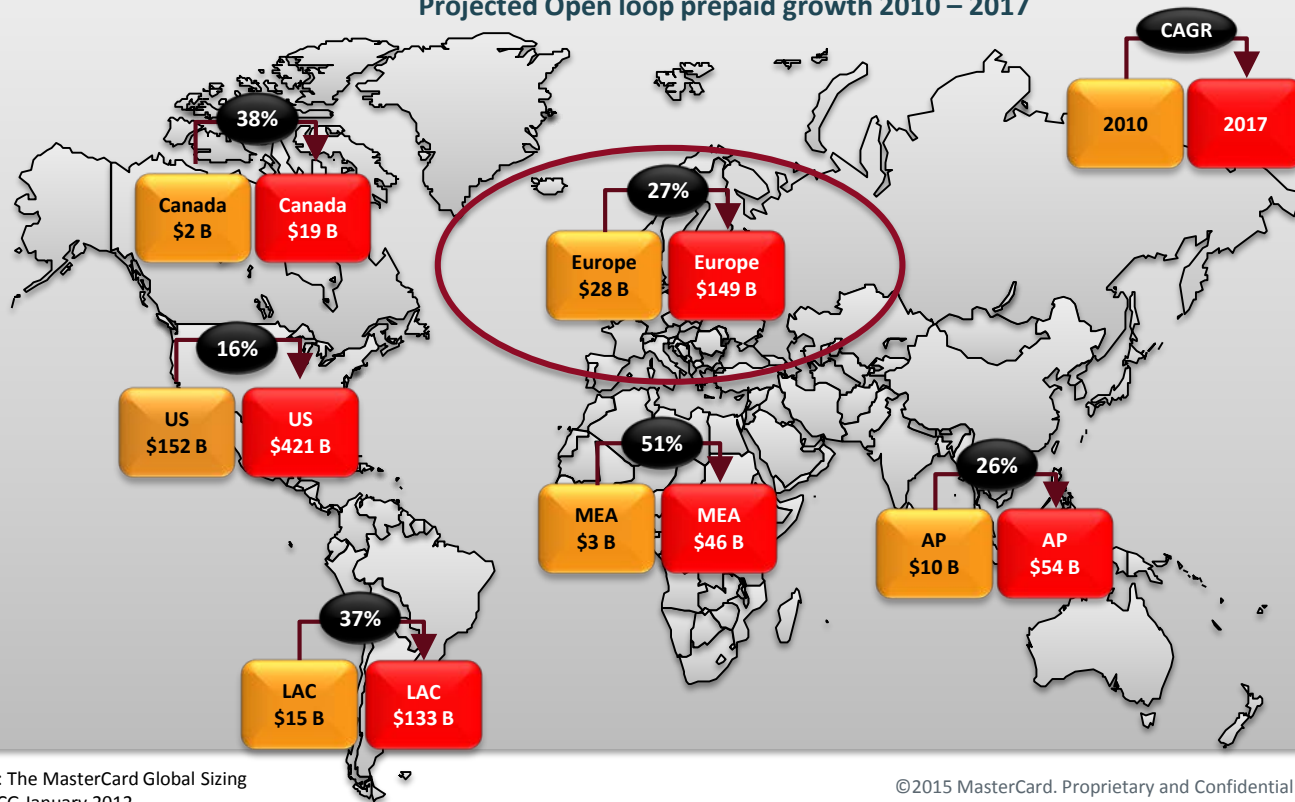 Projected Open loop prepaid growth 2010 – 2017
CAGR
2010
2017
38%
Canada
$2 B
Canada
$19 B
27%
Europe
$28 B
Europe
$149 B
16%
US
$152 B
US
$421 B
51%
MEA
$3 B
MEA
$46 B
26%
AP
$10 B
AP
$54 B
37%
LAC
$15 B
LAC
$133 B
: The MasterCard Global Sizing
January 2012
©2015 MasterCard. Proprietary and Confidential